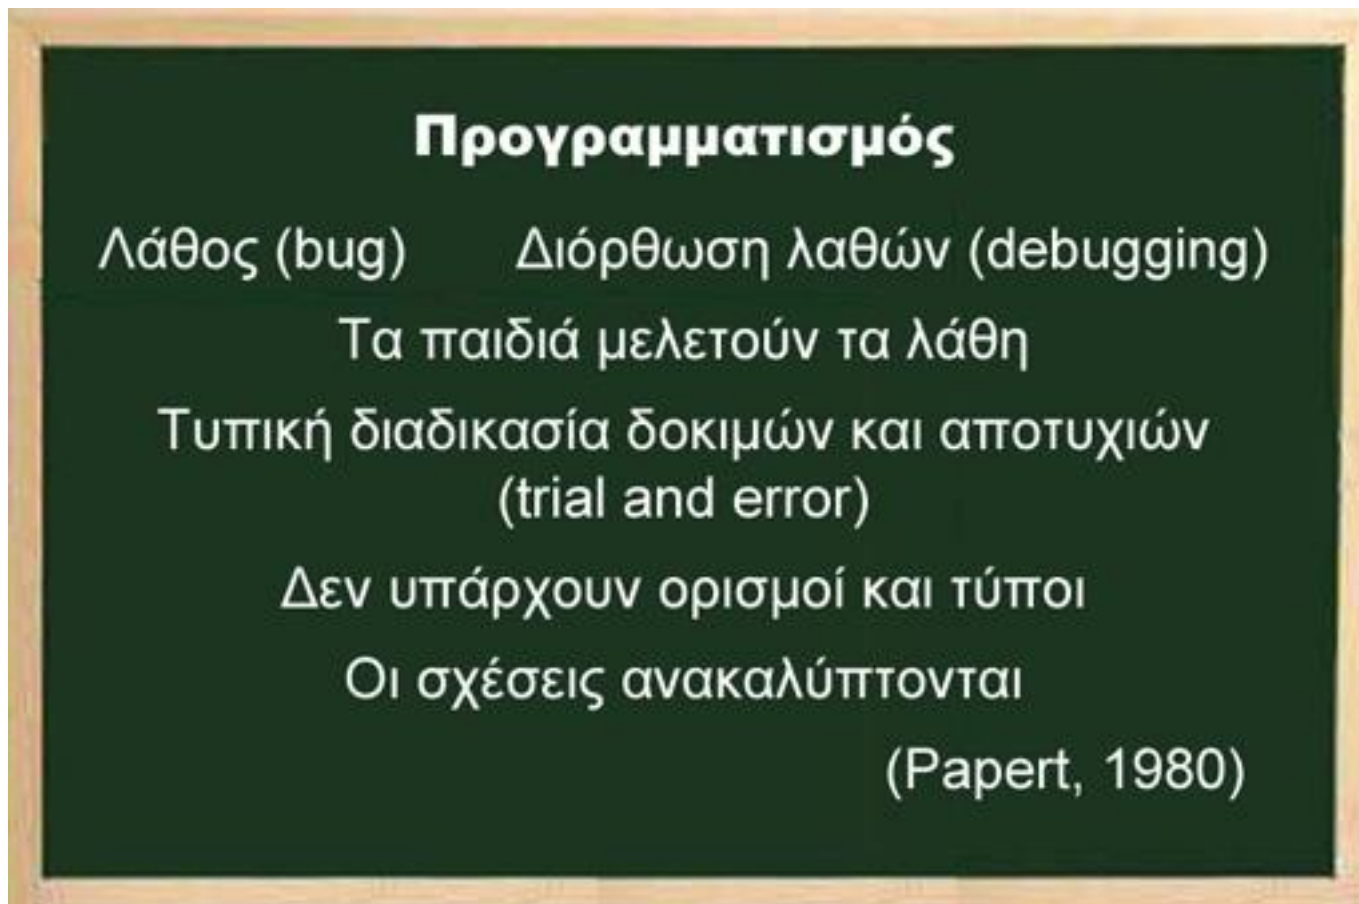 Προγραμματισμός
Λάθος (bug) Διόρθωση λαθών (debugging)
Τα παιδιά μελετούν τα λάθη
Τυπική διαδικασία δοκιμών και αποτυχιών
(trial and error)
Δεν υπάρχουν ορισμοί και τύποι
Οι σχέσεις ανακαλύπτονται
(Papert, 1980)